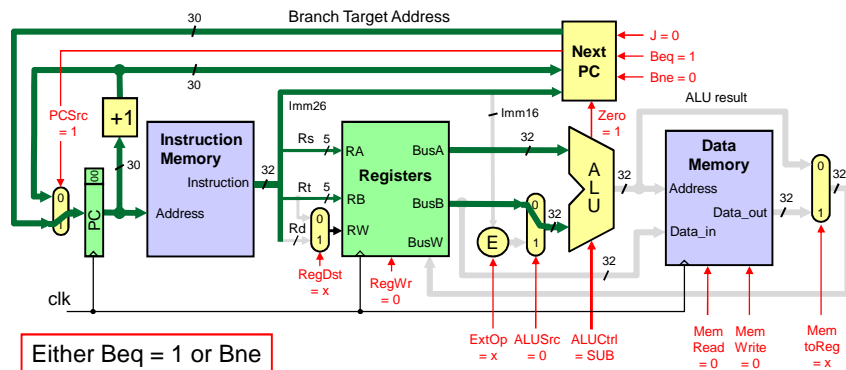 30
Branch Target Address
J = 0
Beq = 1
Bne = 0
Next
PC
30
PCSrc
= 1
+1
30
Imm26
Imm16
Zero
= 1
ALU result
Instruction
Memory
Instruction
Address
32
Rs 5
Rt 5
Rd
RA
RB
RW
BusA
BusB
BusW
Registers
32
32
A
L
U
32
Data
Memory
Address
Data_out
Data_in
32
32
0
1
PC
00
0
1
0
1
E
32
0
1
32
clk
RegDst
= x
RegWr
= 0
ExtOp
= x
ALUSrc
= 0
ALUCtrl
= SUB
Mem
Read
= 0
Mem
Write
= 0
Mem
toReg
= x
Either Beq = 1 or Bne